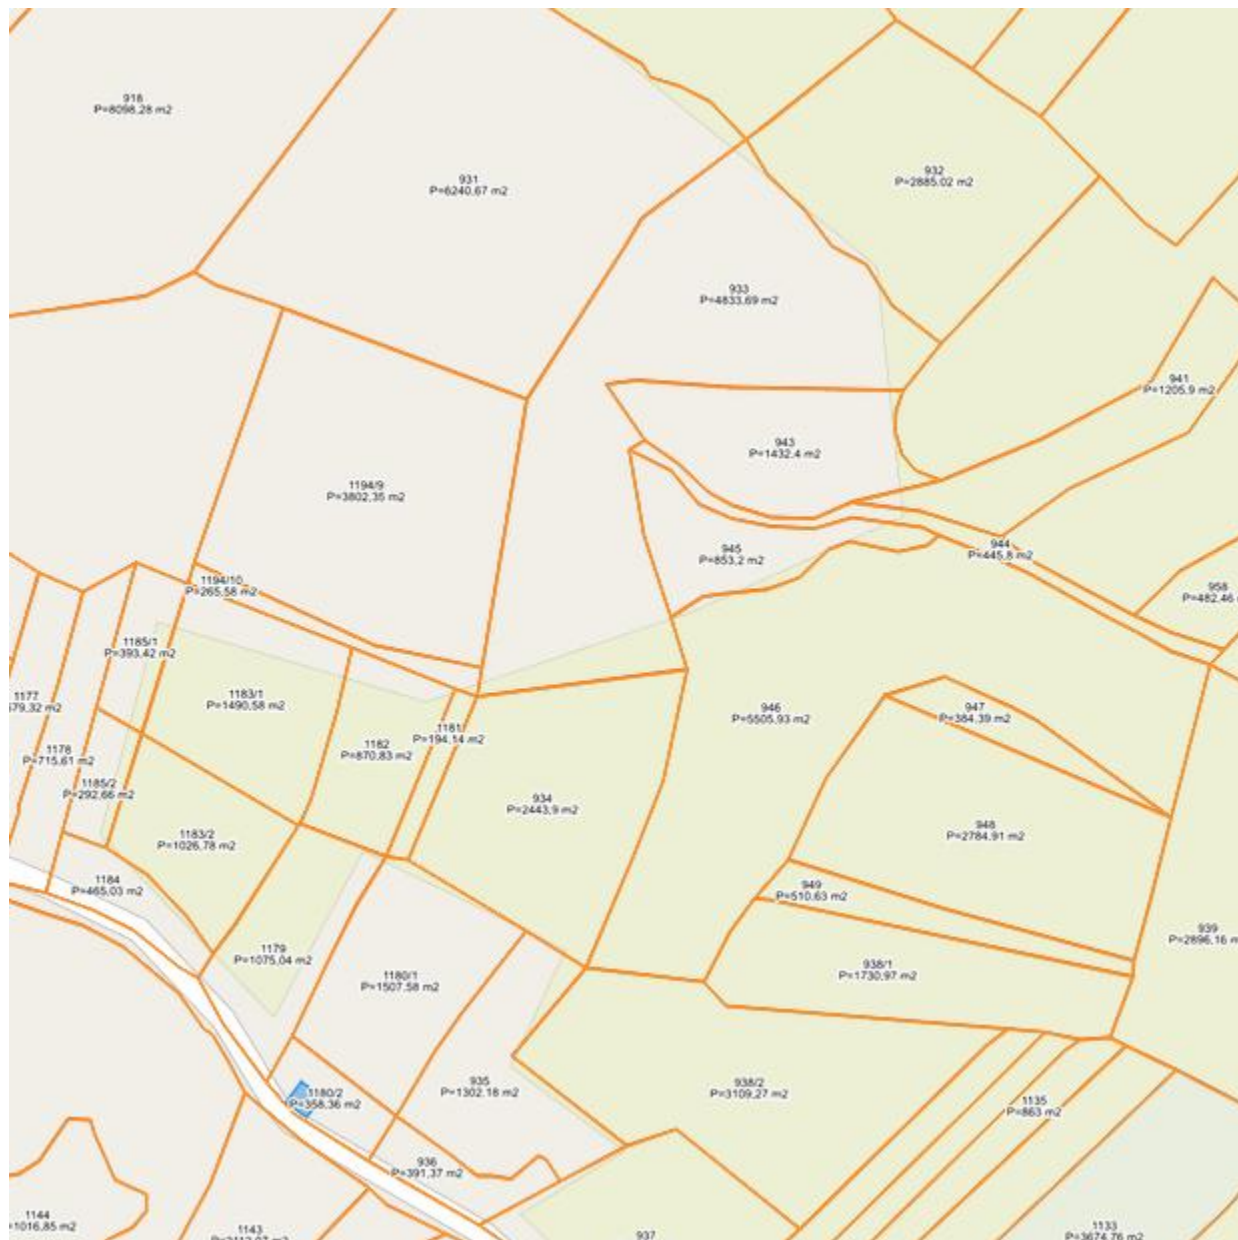 916
P=8098,28 m2
931
P=6240,67 m2
932
P=2885,02 m2
933
P=4833,69 m2
941
P=1205,9 m2
943
P=1432,4 m2
1194/9
P=3802,35 m2
944
P=445,8 m2
945
P=853,2 m2
1194/10
P=265,58 m2
958
P=482,46
1185/1
P=393,42 m2
1183/1
P=1490,58 m2
1177
79,32 m2
946
P=5505,93 m2
947
P=384,39 m2
1181/
P=194,14 m2
1182
P=870,83 m2
1178
P=715,61 m2
1185/2
P=292,66 m2
934
P=2443,9 m2
948
P=2784,91 m2
1183/2
P=1026,78 m2
1184
P=465,03 m2
949
P=510,63 m2
939
P=2896,16 m
1179
P=1075,04 m2
938/1
P=1730,97 m2
1180/1
P=1507,58 m2
935
P=1302,18 m2
938/2
P=3109,27 m2
1180/2
P=358,36 m2
1135
P=863 m2
936
P=391,37 m2
1144
1016,85 m2
1143
937
1133
P=3674,76 m2